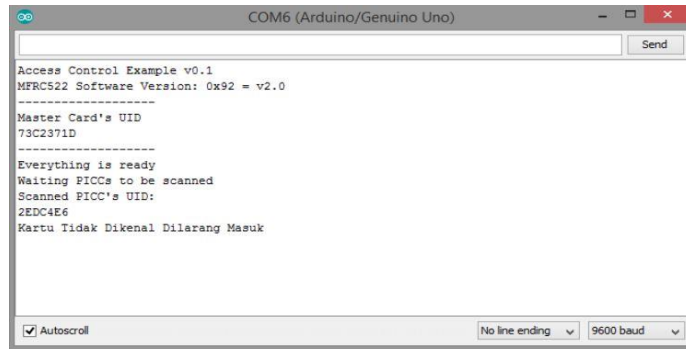 COM6 (Arduino/Genuino Uno)
Send
Access Control Example v0.1
MFRC522 Software Version: 0x92 = v2.0
-------------------
Master Card's UID
73C2371D
-------------------
Everything is ready
Waiting PICCs to be scanned
Scanned PICC's UID:
2EDC4E6
Kartu Tidak Dikenal Dilarang Masuk
Autoscroll
No line ending
9600 baud